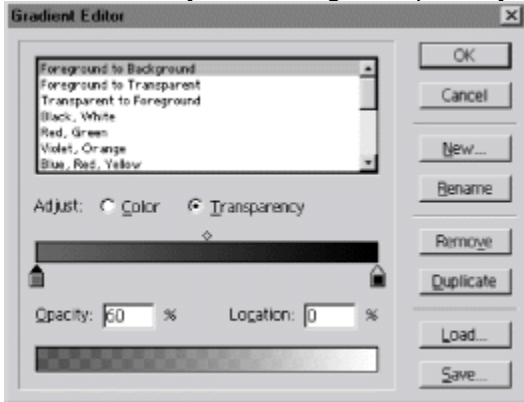 Gradient Editor
Foreground to Background
Foreground to Transparent
Transparent to Foreground
Black, White
Red, Green
Violet, Orange
Blue, Red, Yellow
Adjust: Color Transparency
Opacity: 60 % Location: 0 %
OK
Cancel
New...
Rename
Remove
Duplicate
Load...
Save...